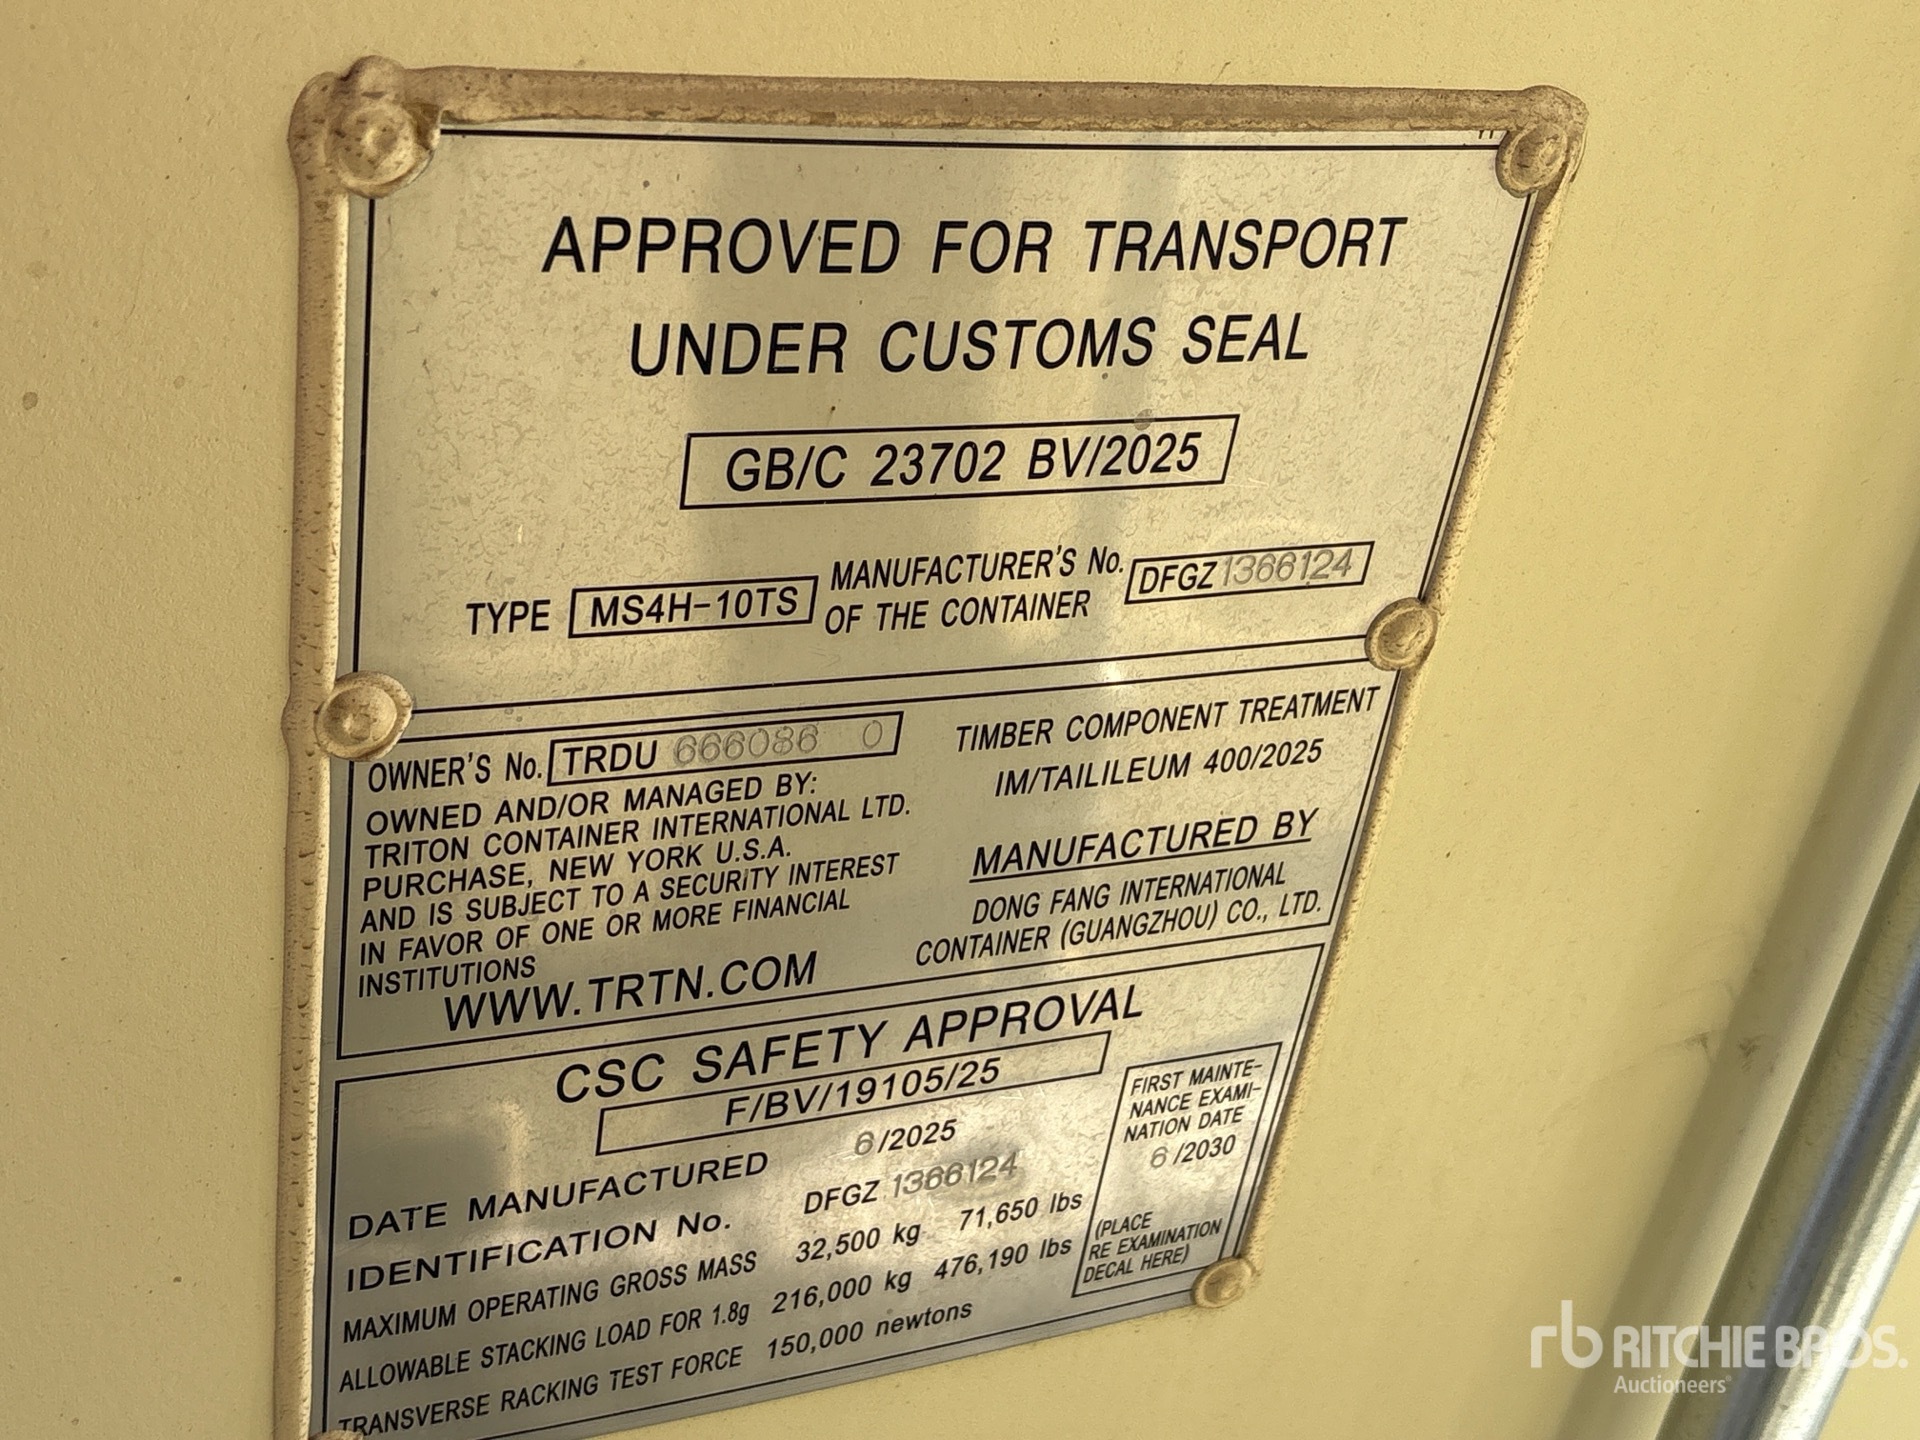 APPROVED FOR TRANSPORT
UNDER CUSTOMS SEAL
GB/C 23702 BV/2025
TYPE MS4H-10TS
MANUFACTURER'S No.
OF THE CONTAINER
DFGZ 1366124
OWNER'S No. TRDU 666086 0
OWNED AND/OR MANAGED BY:
TRITON CONTAINER INTERNATIONAL LTD.
PURCHASE, NEW YORK U.S.A.
AND IS SUBJECT TO A SECURITY INTEREST
IN FAVOR OF ONE OR MORE FINANCIAL
INSTITUTIONS
WWW.TRTN.COM
TIMBER COMPONENT TREATMENT
IM/TAILILEUM 400/2025
MANUFACTURED BY
DONG FANG INTERNATIONAL
CONTAINER (GUANGZHOU) CO., LTD.
CSC SAFETY APPROVAL
F/BV/19105/25
DATE MANUFACTURED 6/2025
IDENTIFICATION No. DFGZ 1366124
MAXIMUM OPERATING GROSS MASS 32,500 kg 71,650 lbs
ALLOWABLE STACKING LOAD FOR 1.8g 216,000 kg 476,190 lbs
TRANSVERSE RACKING TEST FORCE 150,000 newtons
FIRST MAINTE-
NANCE EXAMI-
NATION DATE
6/2030
(PLACE
RE EXAMINATION
DECAL HERE)
rb RITCHIE BROS.
Auctioneers